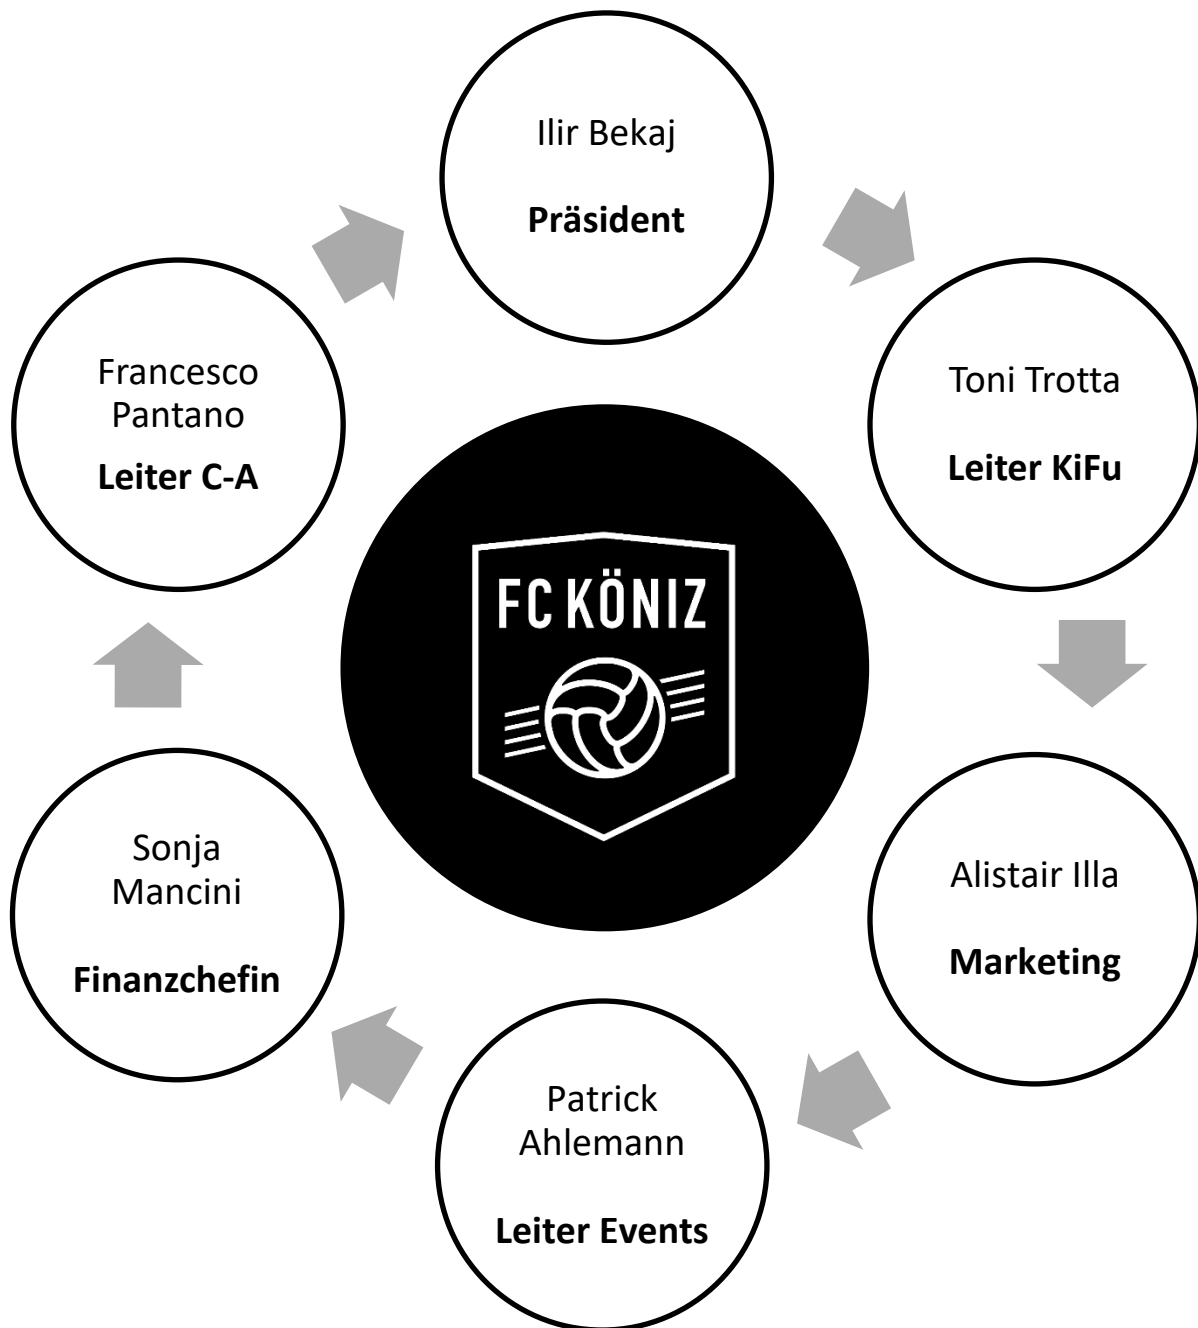 Ilir Bekaj
Präsident
Toni Trotta
Leiter KiFu
Alistair Illa
Marketing
Patrick
Ahlemann
Leiter Events
Sonja
Mancini
Finanzchefin
Francesco
Pantano
Leiter C-A
FC KÖNIZ